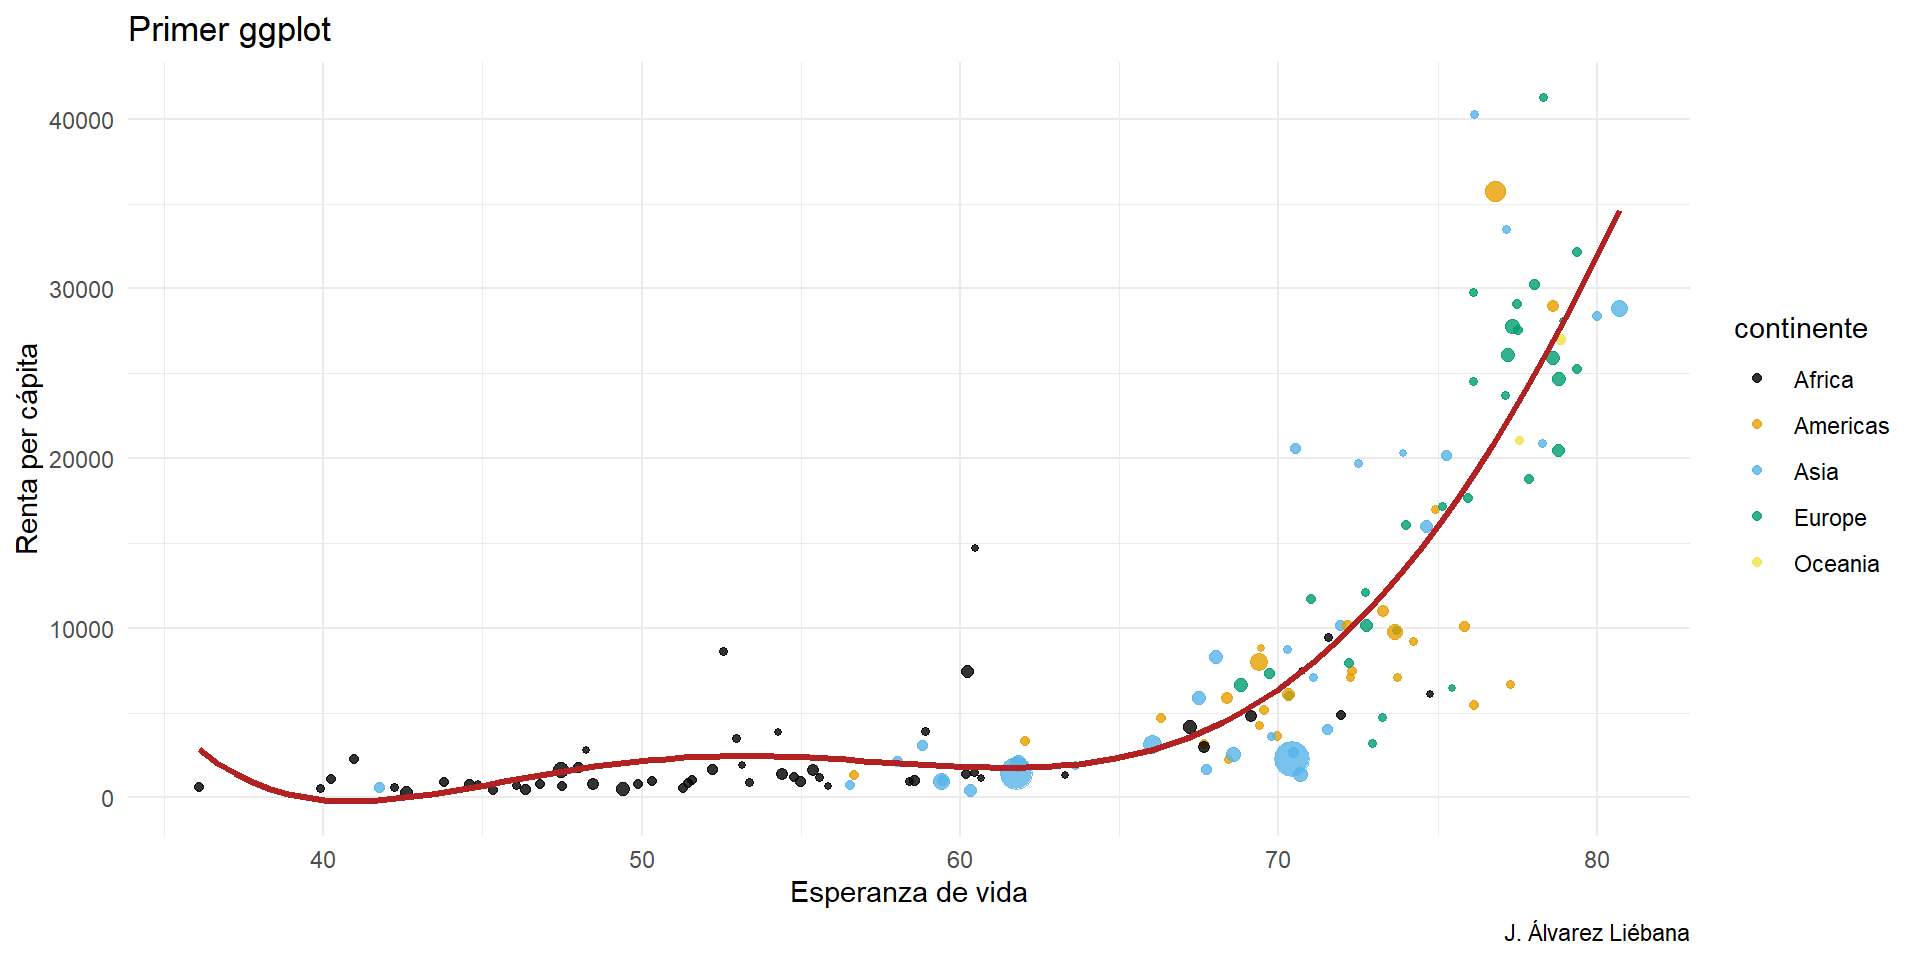 Primer ggplot
Renta per cápita
40000
30000
20000
10000
0
40
50
60
70
80
Esperanza de vida
continente
Africa
Americas
Asia
Europe
Oceania
J. Álvarez Liébana